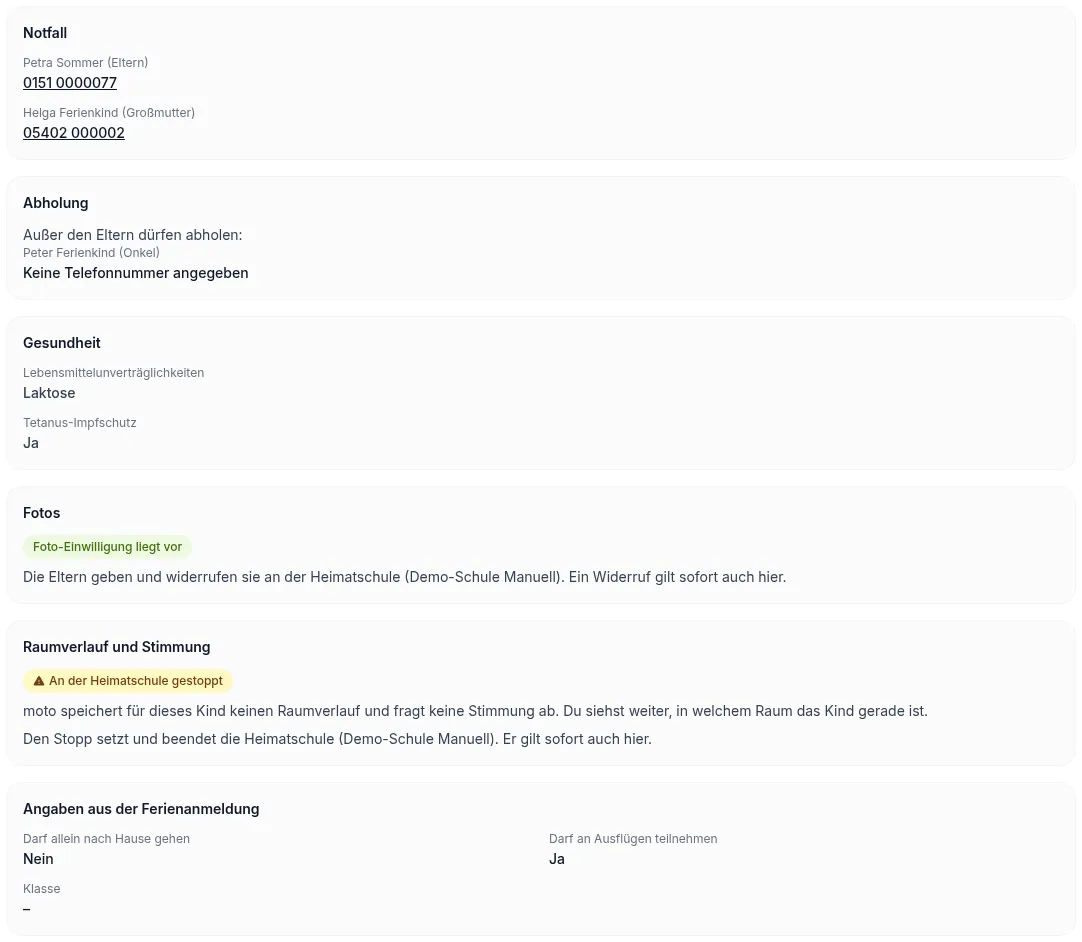 Notfall
Petra Sommer (Eltern)
0151 0000077
Helga Ferienkind (Großmutter)
05402 000002
Abholung
Außer den Eltern dürfen abholen:
Peter Ferienkind (Onkel)
Keine Telefonnummer angegeben
Gesundheit
Lebensmittelunverträglichkeiten
Laktose
Tetanus-Impfschutz
Ja
Fotos
Foto-Einwilligung liegt vor
Die Eltern geben und widerrufen sie an der Heimatschule (Demo-Schule Manuell). Ein Widerruf gilt sofort auch hier.
Raumverlauf und Stimmung
An der Heimatschule gestoppt
moto speichert für dieses Kind keinen Raumverlauf und fragt keine Stimmung ab. Du siehst weiter, in welchem Raum das Kind gerade ist.
Den Stopp setzt und beendet die Heimatschule (Demo-Schule Manuell). Er gilt sofort auch hier.
Angaben aus der Ferienanmeldung
Darf allein nach Hause gehen
Nein
Darf an Ausflügen teilnehmen
Ja
Klasse
–